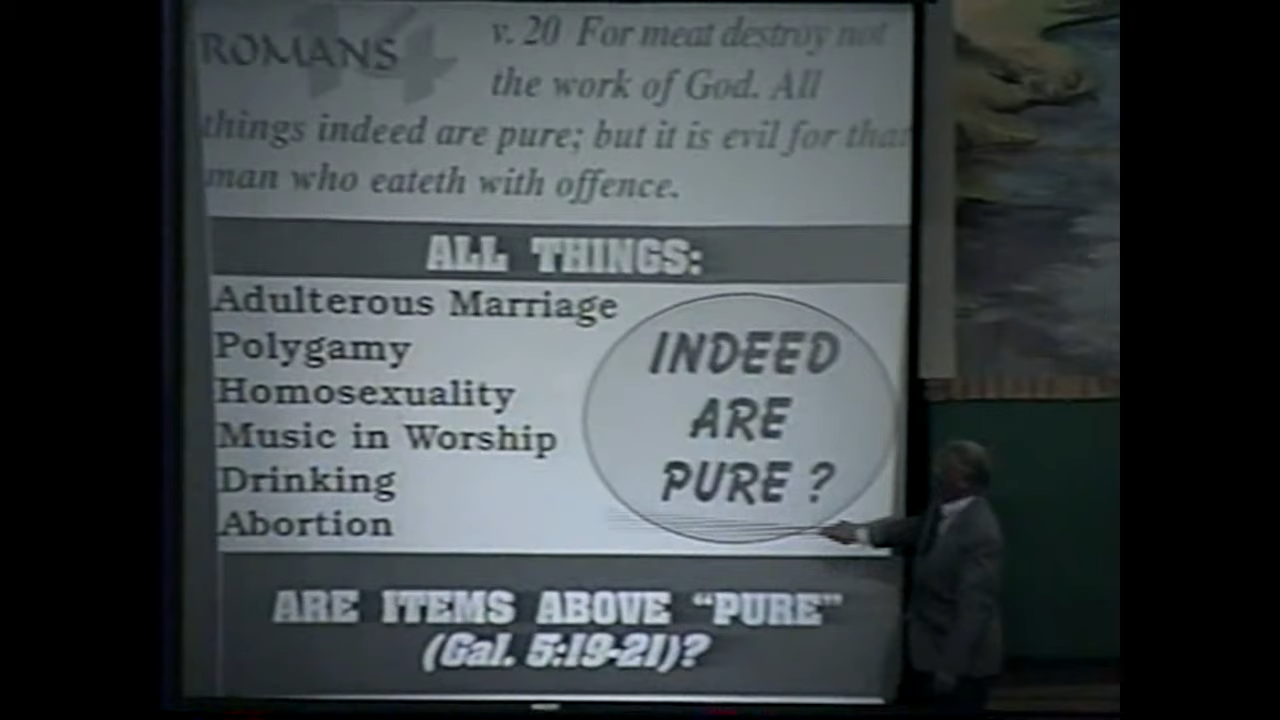 ROMANS 14
v. 20 For meat destroy not
the work of God. All
things indeed are pure; but it is evil for that
man who eateth with offence.
ALL THINGS:
Adulterous Marriage
Polygamy
Homosexuality
Music in Worship
Drinking
Abortion
INDEED
ARE
PURE ?
ARE ITEMS ABOVE “PURE”
(Gal. 5:19-21)?